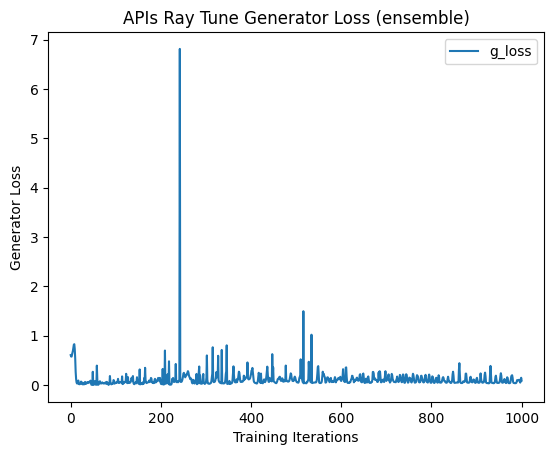 APIs Ray Tune Generator Loss (ensemble)
g_loss
Generator Loss
7
6
5
4
3
2
1
0
0 200 400 600 800 1000
Training Iterations